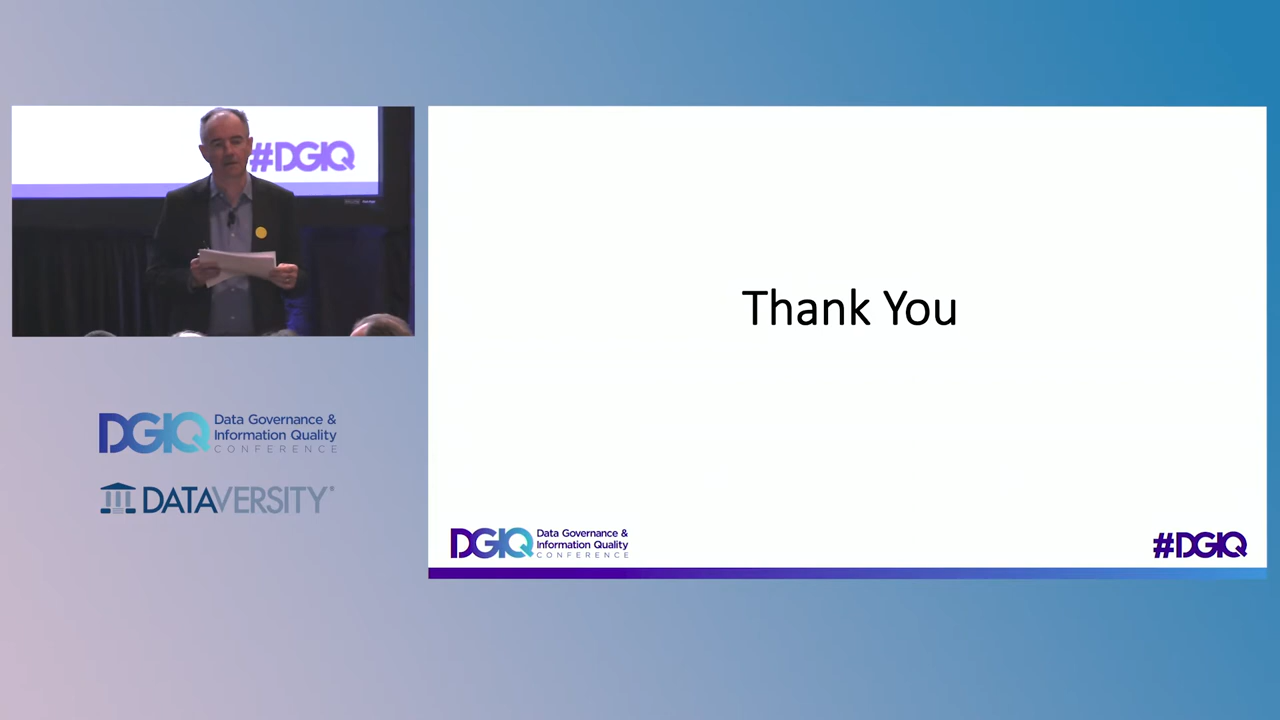 #DGIQ
DGIQ
Data Governance &
Information Quality
CONFERENCE
DATAVERSITY®
Thank You
DGIQ
Data Governance &
Information Quality
CONFERENCE
#DGIQ